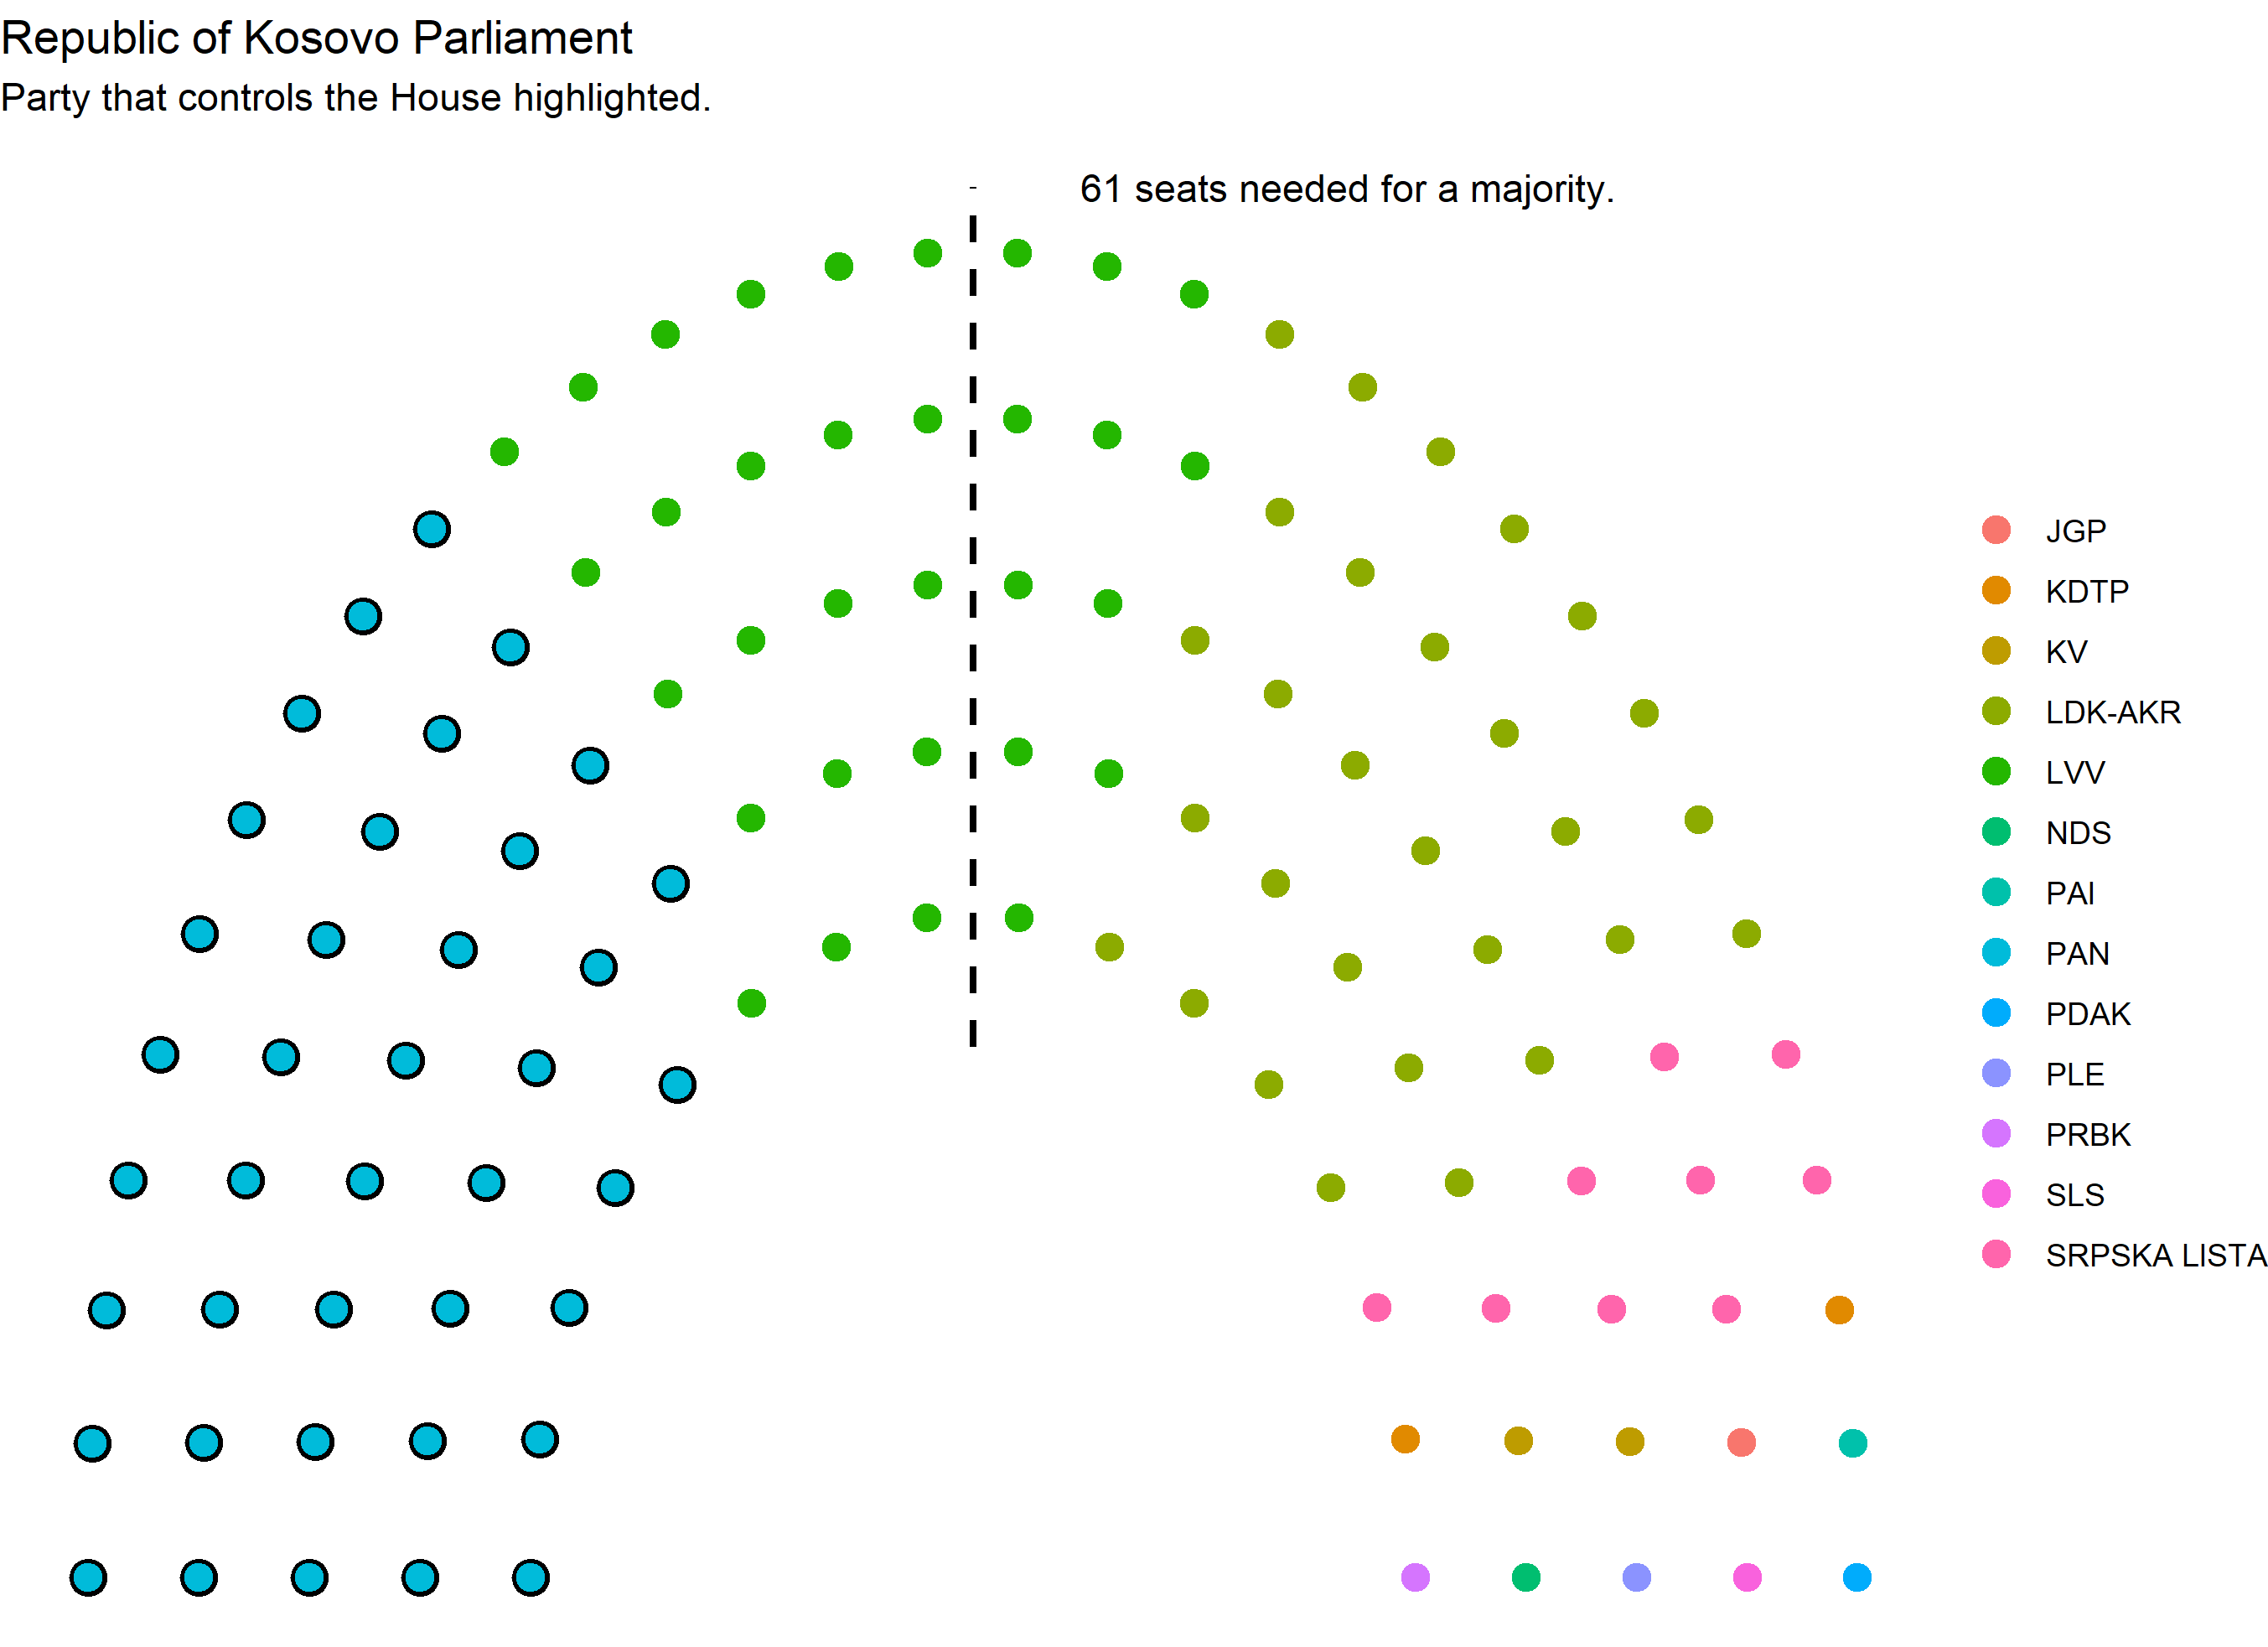 Republic of Kosovo Parliament
Party that controls the House highlighted.
61 seats needed for a majority.
JGP
KDTP
KV
LDK-AKR
LVV
NDS
PAI
PAN
PDAK
PLE
PRBK
SLS
SRPSKA LISTA